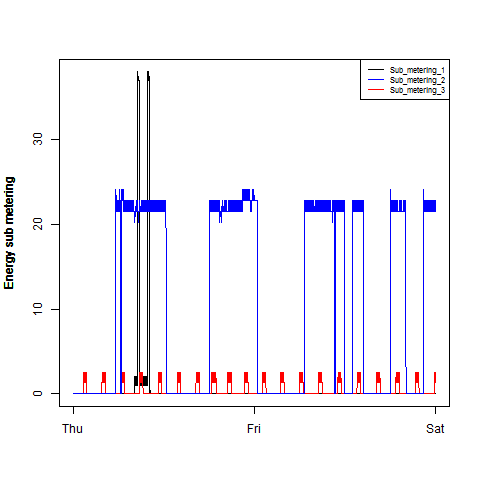 Sub_metering_1
Sub_metering_2
Sub_metering_3
Energy sub metering
30
20
10
0
Thu Fri Sat